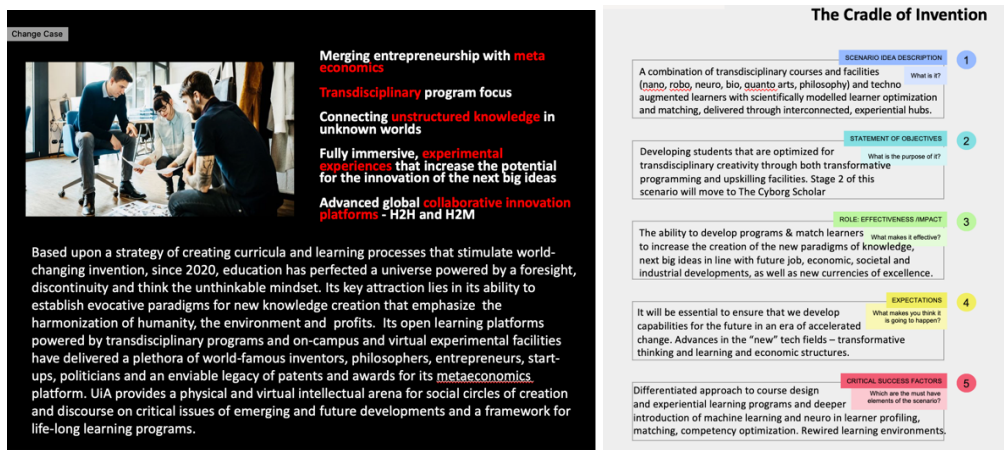 Change Case
Merging entrepreneurship with meta
economics
Transdisciplinary program focus
Connecting unstructured knowledge in
unknown worlds
Fully immersive, experimental
experiences that increase the potential
for the innovation of the next big ideas
Advanced global collaborative innovation
platforms - H2H and H2M
Based upon a strategy of creating curricula and learning processes that stimulate world-
changing invention, since 2020, education has perfected a universe powered by a foresight,
discontinuity and think the unthinkable mindset. Its key attraction lies in its ability to
establish evocative paradigms for new knowledge creation that emphasize the
harmonization of humanity, the environment and profits. Its open learning platforms
powered by transdisciplinary programs and on-campus and virtual experimental facilities
have delivered a plethora of world-famous inventors, philosophers, entrepreneurs, start-
ups, politicians and an enviable legacy of patents and awards for its metaeconomics
platform. UiA provides a physical and virtual intellectual arena for social circles of creation
and discourse on critical issues of emerging and future developments and a framework for
life-long learning programs.
The Cradle of Invention
SCENARIO IDEA DESCRIPTION
1
What is it?
A combination of transdisciplinary courses and facilities
(nano, robo, neuro, bio, quanto arts, philosophy) and techno
augmented learners with scientifically modelled learner optimization
and matching, delivered through interconnected, experiential hubs.
STATEMENT OF OBJECTIVES
2
What is the purpose of it?
Developing students that are optimized for
transdisciplinary creativity through both transformative
programming and upskilling facilities. Stage 2 of this
scenario will move to The Cyborg Scholar
ROLE: EFFECTIVENESS /IMPACT
3
What makes it effective?
The ability to develop programs & match learners
to increase the creation of the new paradigms of knowledge,
next big ideas in line with future job, economic, societal and
industrial developments, as well as new currencies of excellence.
EXPECTATIONS
4
What makes you think it
is going to happen?
It will be essential to ensure that we develop
capabilities for the future in an era of accelerated
change. Advances in the “new” tech fields – transformative
thinking and learning and economic structures.
CRITICAL SUCCESS FACTORS
5
Which are the must have
elements of the scenario?
Differentiated approach to course design
and experiential learning programs and deeper
introduction of machine learning and neuro in learner profiling,
matching, competency optimization. Rewired learning environments.